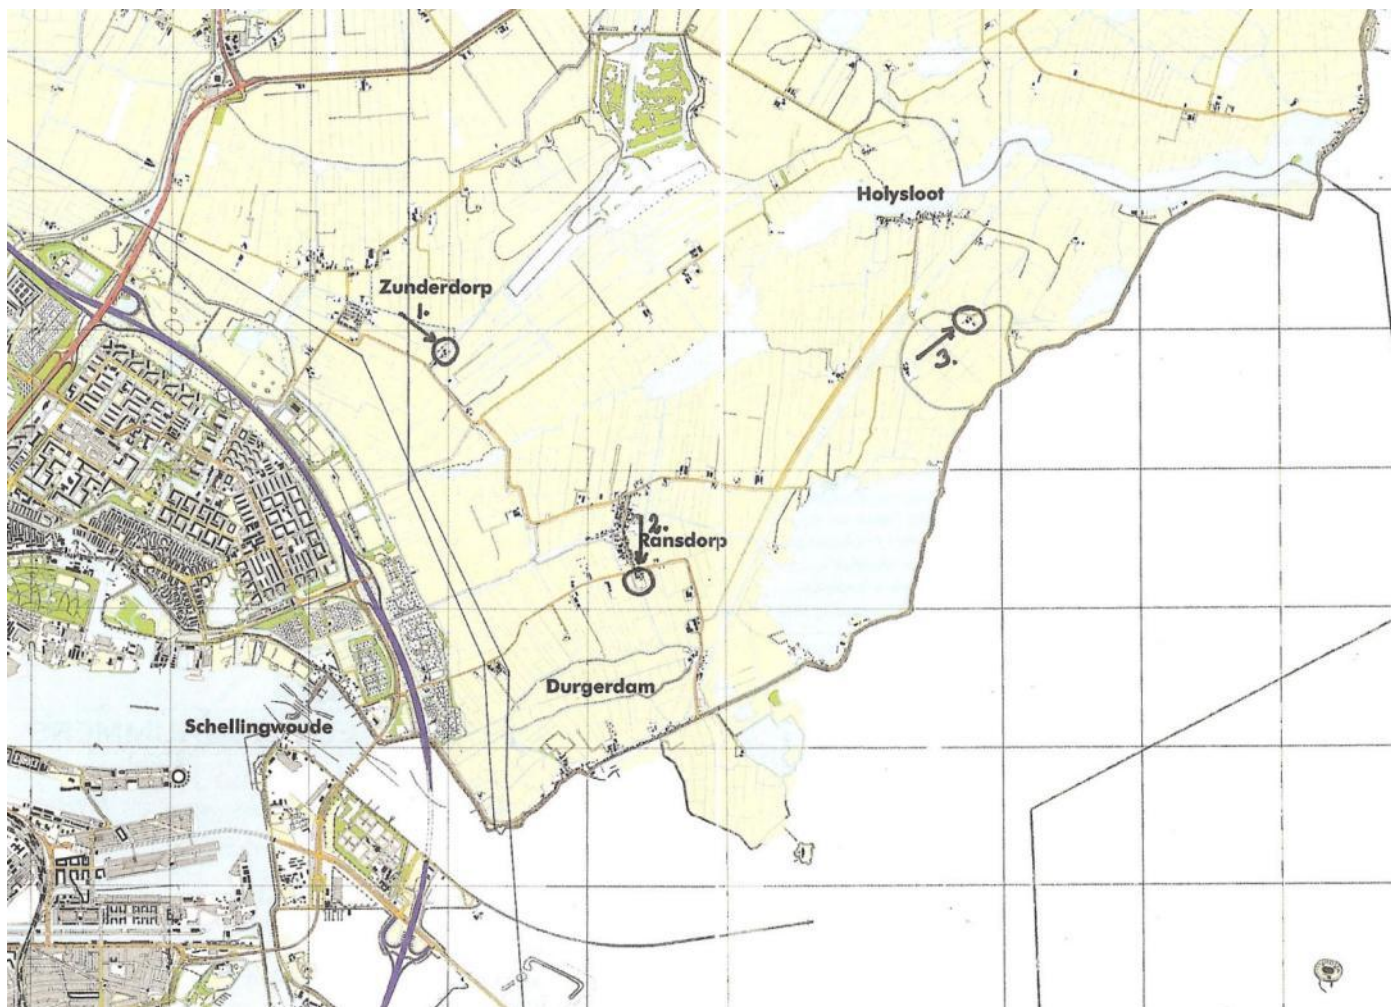 Holysloot
Zunderdorp
1.
3.
2.
Ransdorp
Durgerdam
Schellingwoude